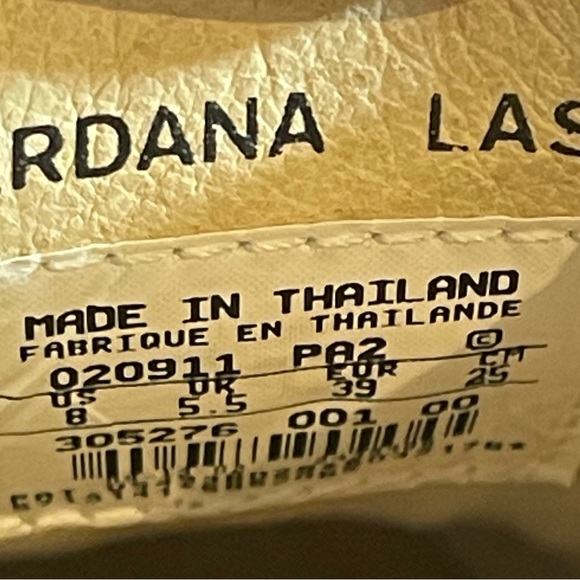 RDANA LAS
MADE IN THAILAND
FABRIQUE EN THAILANDE
020911 PA2 ©
US UK EUR CM
8 5.5 39 25
305276 001 00